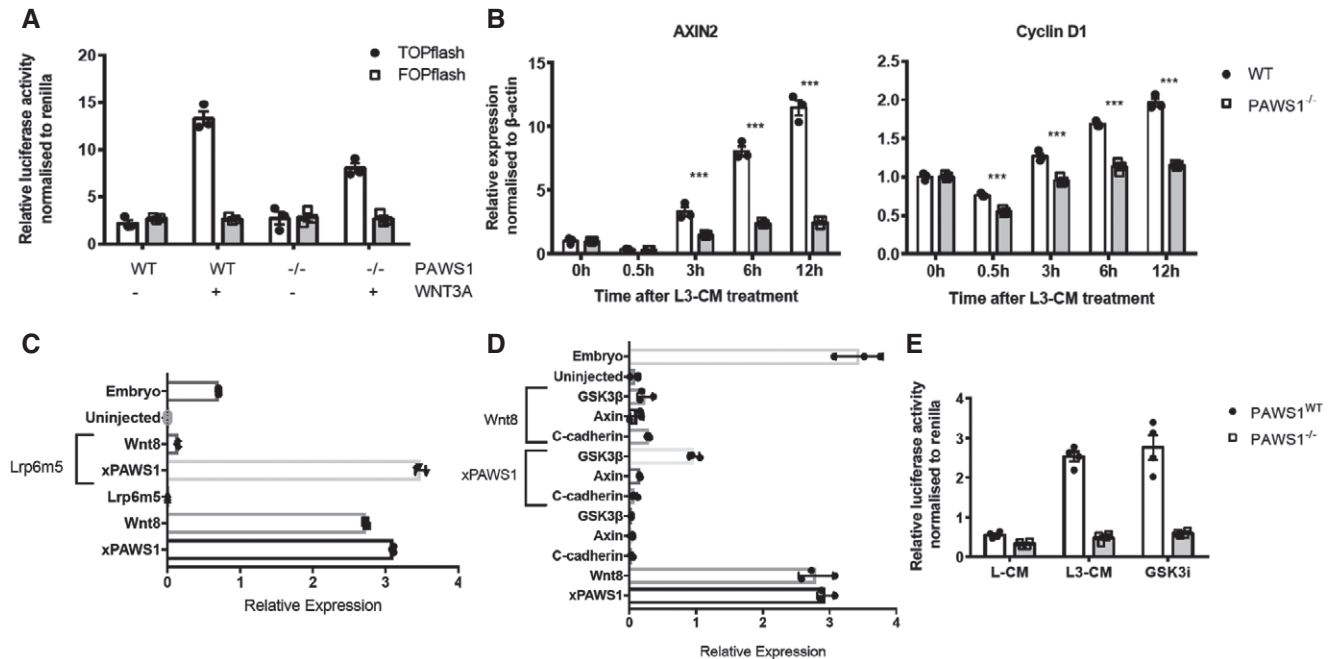 A
Relative luciferase activity
normalised to renilla
20
15
10
5
0
TOPflash
FOPflash
WT WT -/- -/- PAWS1
- + - + WNT3A
B
AXIN2
Relative expression
normalised to β-actin
15
10
5
0
***
***
***
0h 0.5h 3h 6h 12h
Time after L3-CM treatment
Cyclin D1
2.5
2.0
1.5
1.0
0.5
0.0
***
***
***
***
0h 0.5h 3h 6h 12h
Time after L3-CM treatment
WT
PAWS1-/-
C
Embryo
Uninjected
Lrp6m5
Wnt8
xPAWS1
Lrp6m5
Wnt8
xPAWS1
0 1 2 3 4
Relative Expression
D
Embryo
Uninjected
Wnt8
GSK3β
Axin
C-cadherin
xPAWS1
GSK3β
Axin
C-cadherin
GSK3β
Axin
C-cadherin
Wnt8
xPAWS1
0 1 2 3 4
Relative Expression
E
Relative luciferase activity
normalised to renilla
4
3
2
1
0
L-CM L3-CM GSK3i
PAWS1WT
PAWS1-/-